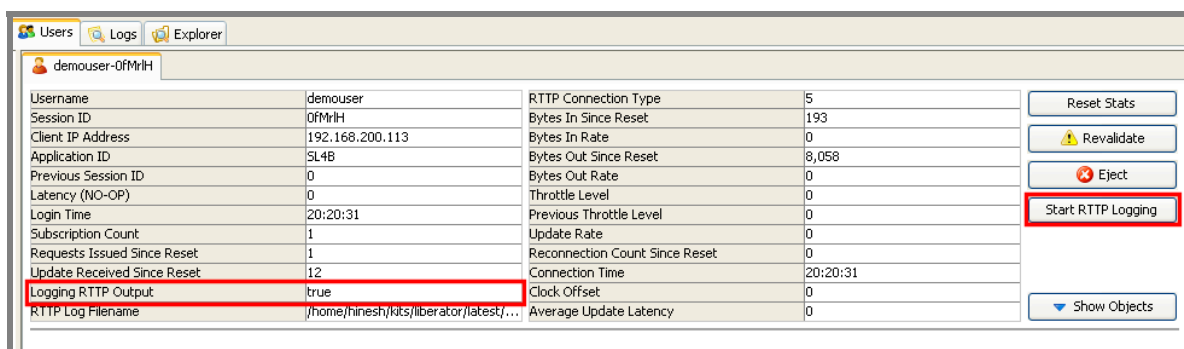 Users Logs Explorer
demouser-0fMrlH
Username demouser RTTP Connection Type 5 Reset Stats
Session ID 0fMrlH Bytes In Since Reset 193
Client IP Address 192.168.200.113 Bytes In Rate 0 Revalidate
Application ID SL4B Bytes Out Since Reset 8,058
Previous Session ID 0 Bytes Out Rate 0 Eject
Latency (NO-OP) 0 Throttle Level 0
Login Time 20:20:31 Previous Throttle Level 0 Start RTTP Logging
Subscription Count 1 Update Rate 0
Requests Issued Since Reset 1 Reconnection Count Since Reset 0
Update Received Since Reset 12 Connection Time 20:20:31
Logging RTTP Output true Clock Offset 0
RTTP Log Filename /home/hinesh/kits/liberator/latest/... Average Update Latency 0 Show Objects